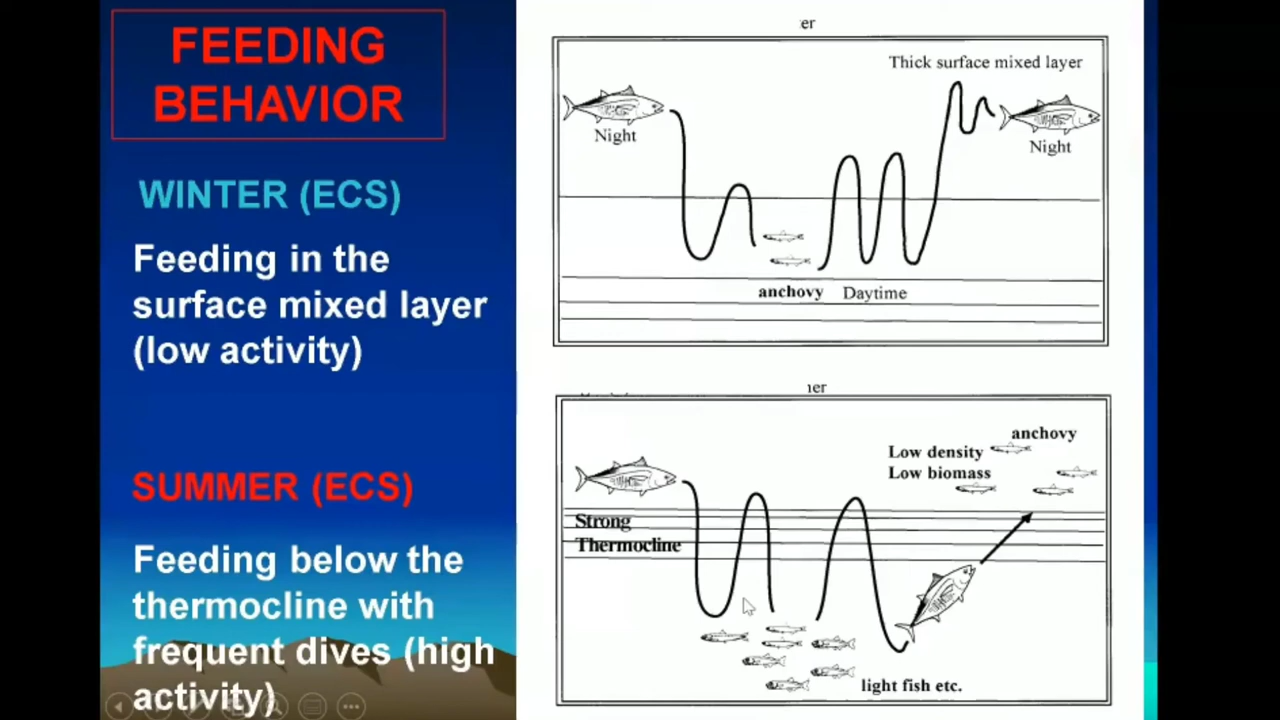 FEEDING
BEHAVIOR
WINTER (ECS)
Feeding in the
surface mixed layer
(low activity)
SUMMER (ECS)
Feeding below the
thermocline with
frequent dives (high
activity)
er
Thick surface mixed layer
Night
Night
anchovy Daytime
er
anchovy
Low density
Low biomass
Strong
Thermocline
light fish etc.